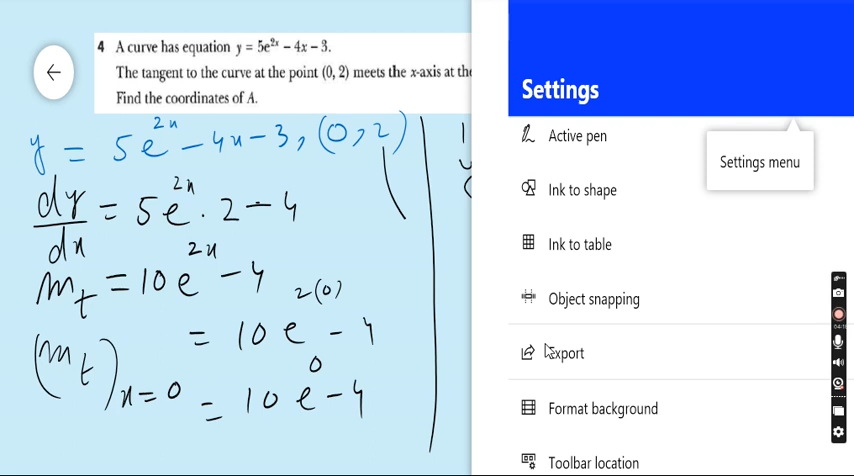 4 A curve has equation y = 5e^{2x} − 4x − 3.
The tangent to the curve at the point (0, 2) meets the x-axis at the
Find the coordinates of A.
y = 5e^{2x} − 4x − 3, (0, 2)
dy/dx = 5e^{2x} . 2 − 4
m_t = 10e^{2x} − 4
= 10e^{2(0)} − 4
(m_t)_{x=0} = 10e^{0} − 4
Settings
Settings menu
Active pen
Ink to shape
Ink to table
Object snapping
Export
Format background
Toolbar location